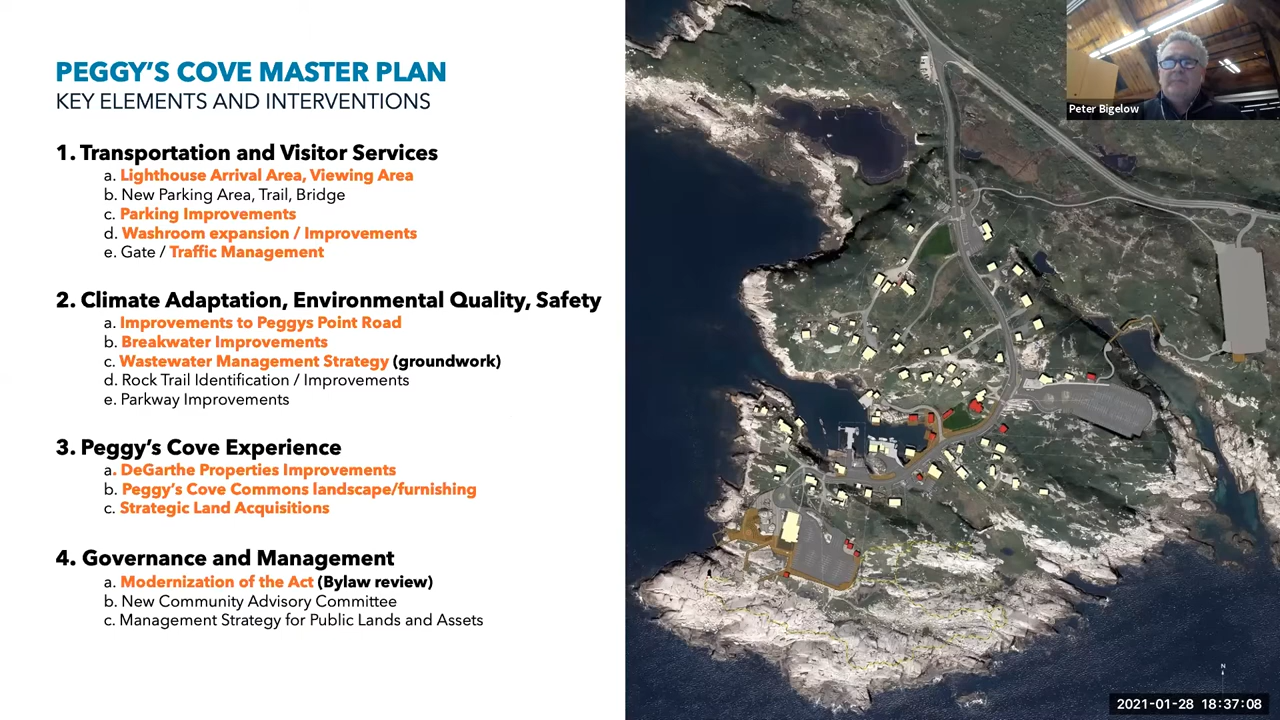 PEGGY'S COVE MASTER PLAN
KEY ELEMENTS AND INTERVENTIONS
1. Transportation and Visitor Services
a. Lighthouse Arrival Area, Viewing Area
b. New Parking Area, Trail, Bridge
c. Parking Improvements
d. Washroom expansion / Improvements
e. Gate / Traffic Management
2. Climate Adaptation, Environmental Quality, Safety
a. Improvements to Peggys Point Road
b. Breakwater Improvements
c. Wastewater Management Strategy (groundwork)
d. Rock Trail Identification / Improvements
e. Parkway Improvements
3. Peggy's Cove Experience
a. DeGarthe Properties Improvements
b. Peggy's Cove Commons landscape/furnishing
c. Strategic Land Acquisitions
4. Governance and Management
a. Modernization of the Act (Bylaw review)
b. New Community Advisory Committee
c. Management Strategy for Public Lands and Assets
Peter Bigelow
N
2021-01-28 18:37:08